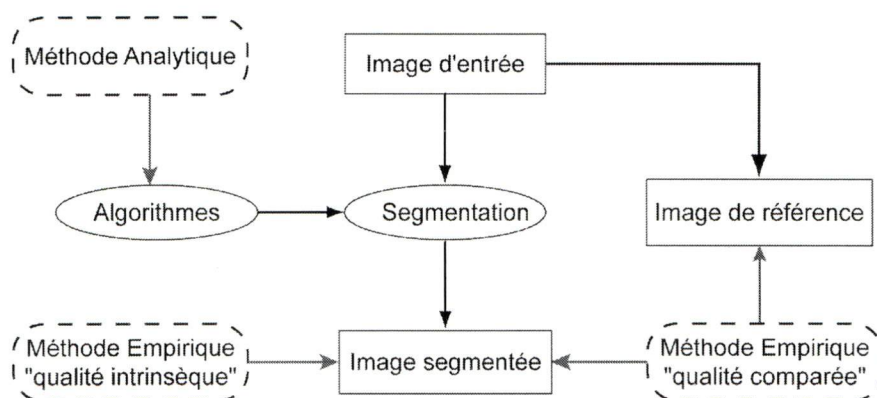 Méthode Analytique
Image d'entrée
Algorithmes
Segmentation
Image de référence
Méthode Empirique
"qualité intrinsèque"
Image segmentée
Méthode Empirique
"qualité comparée"